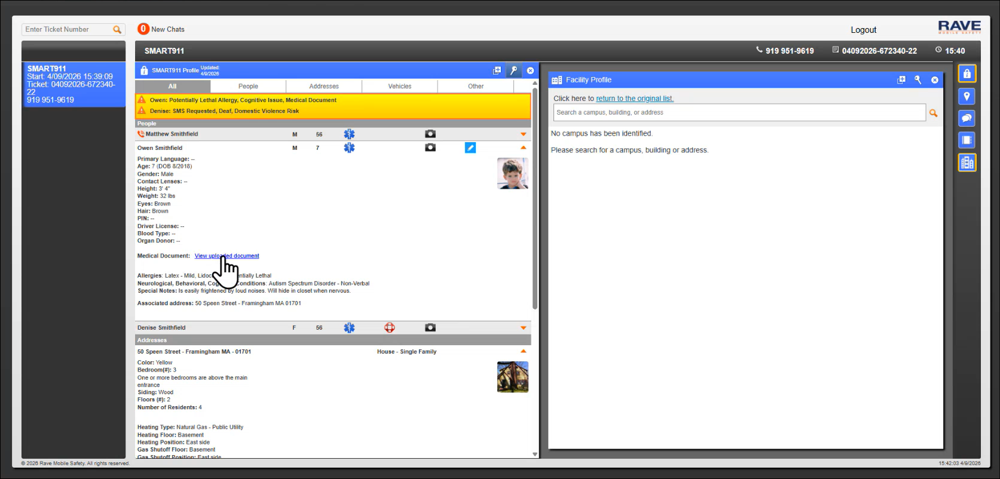 Enter Ticket Number
0 New Chats
Logout
RAVE
MOBILE SAFETY
SMART911
919 951-9619
04092026-672340-22
15:40
SMART911
Start: 4/09/2026 15:39:09
Ticket: 04092026-672340-
22
919 951-9619
SMART911 Profile
Updated:
4/9/2026
All
People
Addresses
Vehicles
Other
Owen: Potentially Lethal Allergy, Cognitive Issue, Medical Document
Denise: SMS Requested, Deaf, Domestic Violence Risk
People
Matthew Smithfield M 56
Owen Smithfield M 7
Primary Language: --
Age: 7 (DOB 8/2018)
Gender: Male
Contact Lenses: --
Height: 3' 4"
Weight: 32 lbs
Eyes: Brown
Hair: Brown
PIN: --
Driver License: --
Blood Type: --
Organ Donor: --
Medical Document: View uploaded document
Allergies: Latex - Mild, Lidoc entially Lethal
Neurological, Behavioral, Cog Conditions: Autism Spectrum Disorder - Non-Verbal
Special Notes: Is easily frightened by loud noises. Will hide in closet when nervous.
Associated address: 50 Speen Street - Framingham MA 01701
Denise Smithfield F 56
Addresses
50 Speen Street - Framingham MA - 01701 House - Single Family
Color: Yellow
Bedroom(#): 3
One or more bedrooms are above the main
entrance
Siding: Wood
Floors (#): 2
Number of Residents: 4
Heating Type: Natural Gas - Public Utility
Heating Floor: Basement
Heating Position: East side
Gas Shutoff Floor: Basement
Gas Shutoff Position: East side
Facility Profile
Click here to return to the original list.
Search a campus, building, or address
No campus has been identified.
Please search for a campus, building or address.
© 2026 Rave Mobile Safety. All rights reserved.
15:42:03 4/9/2026